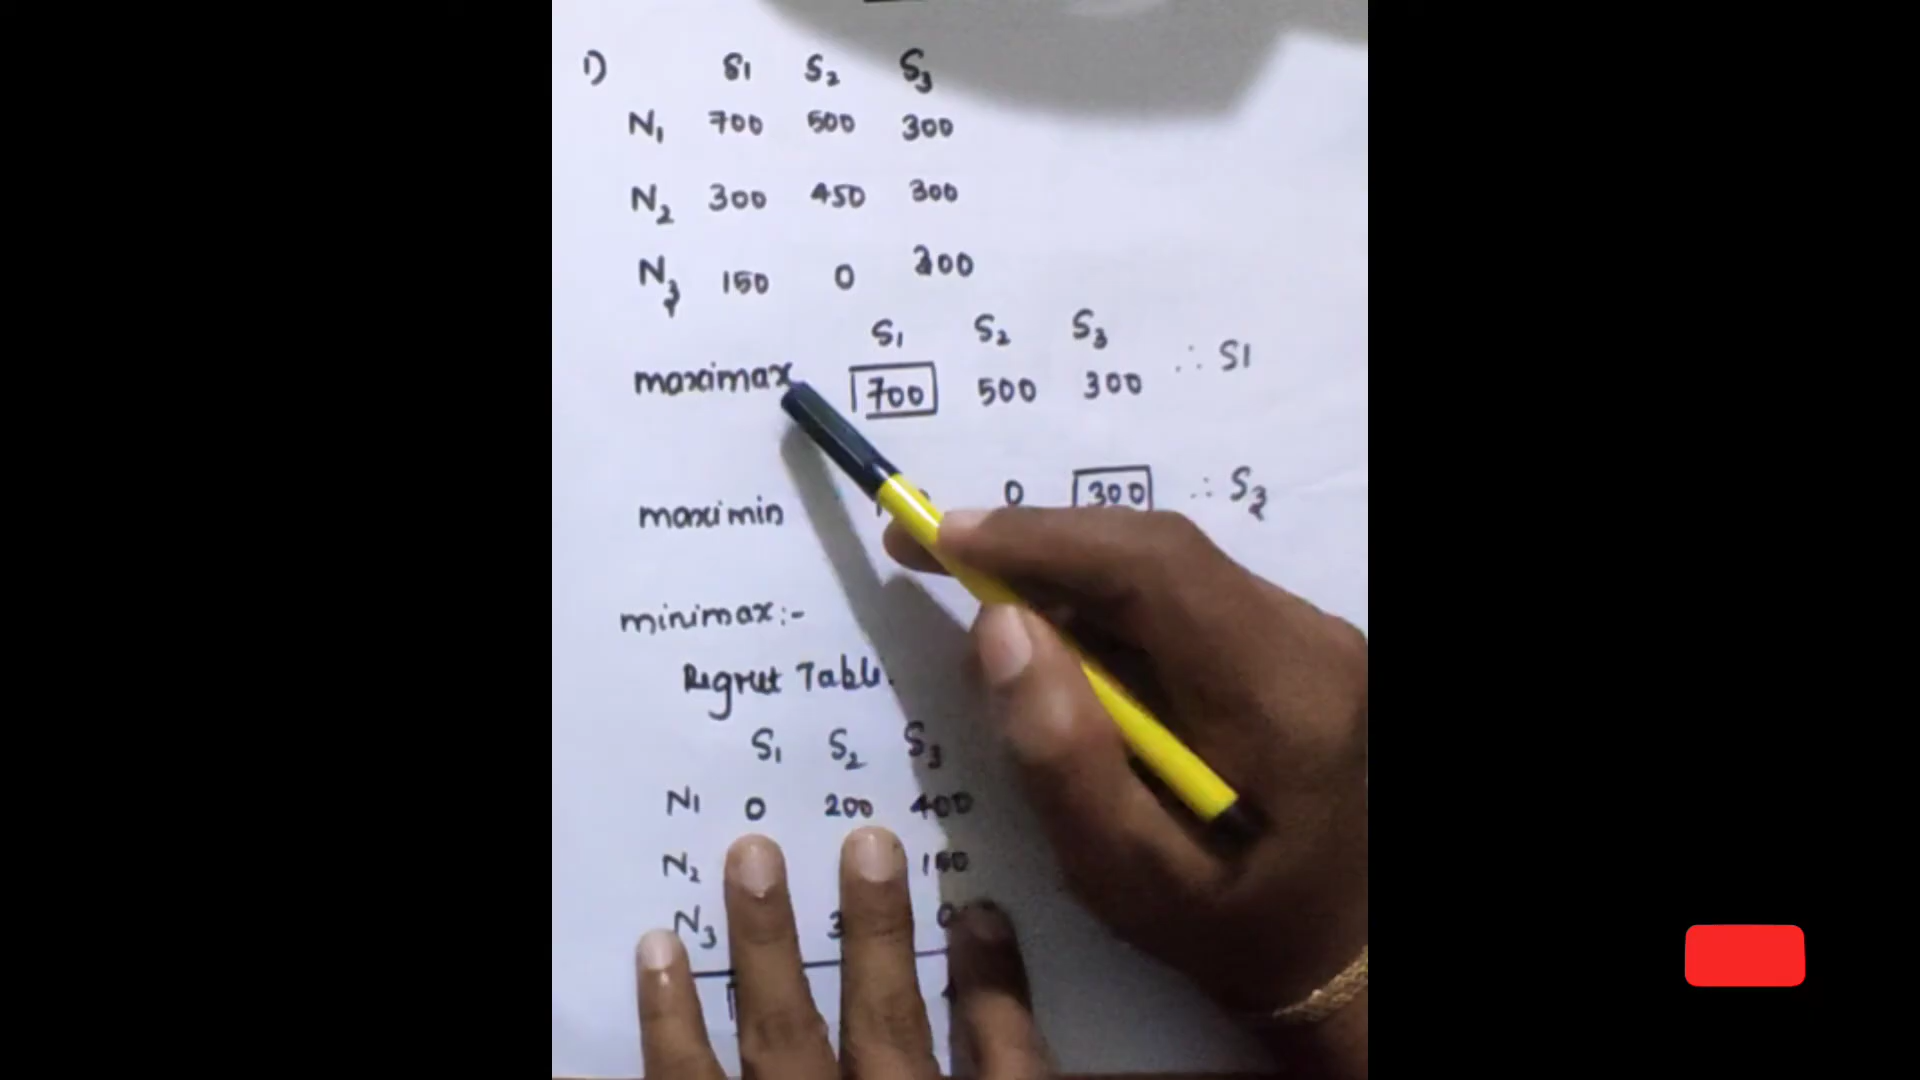 1) S1 S2 S3
N1 700 500 300
N2 300 450 300
N3 150 0 300
S1 S2 S3
maximax 700 500 300 ∴ S1
maximin 0 300 ∴ S3
minimax:-
Regret Table.
S1 S2 S3
N1 0 200 400
N2 150
N3 0